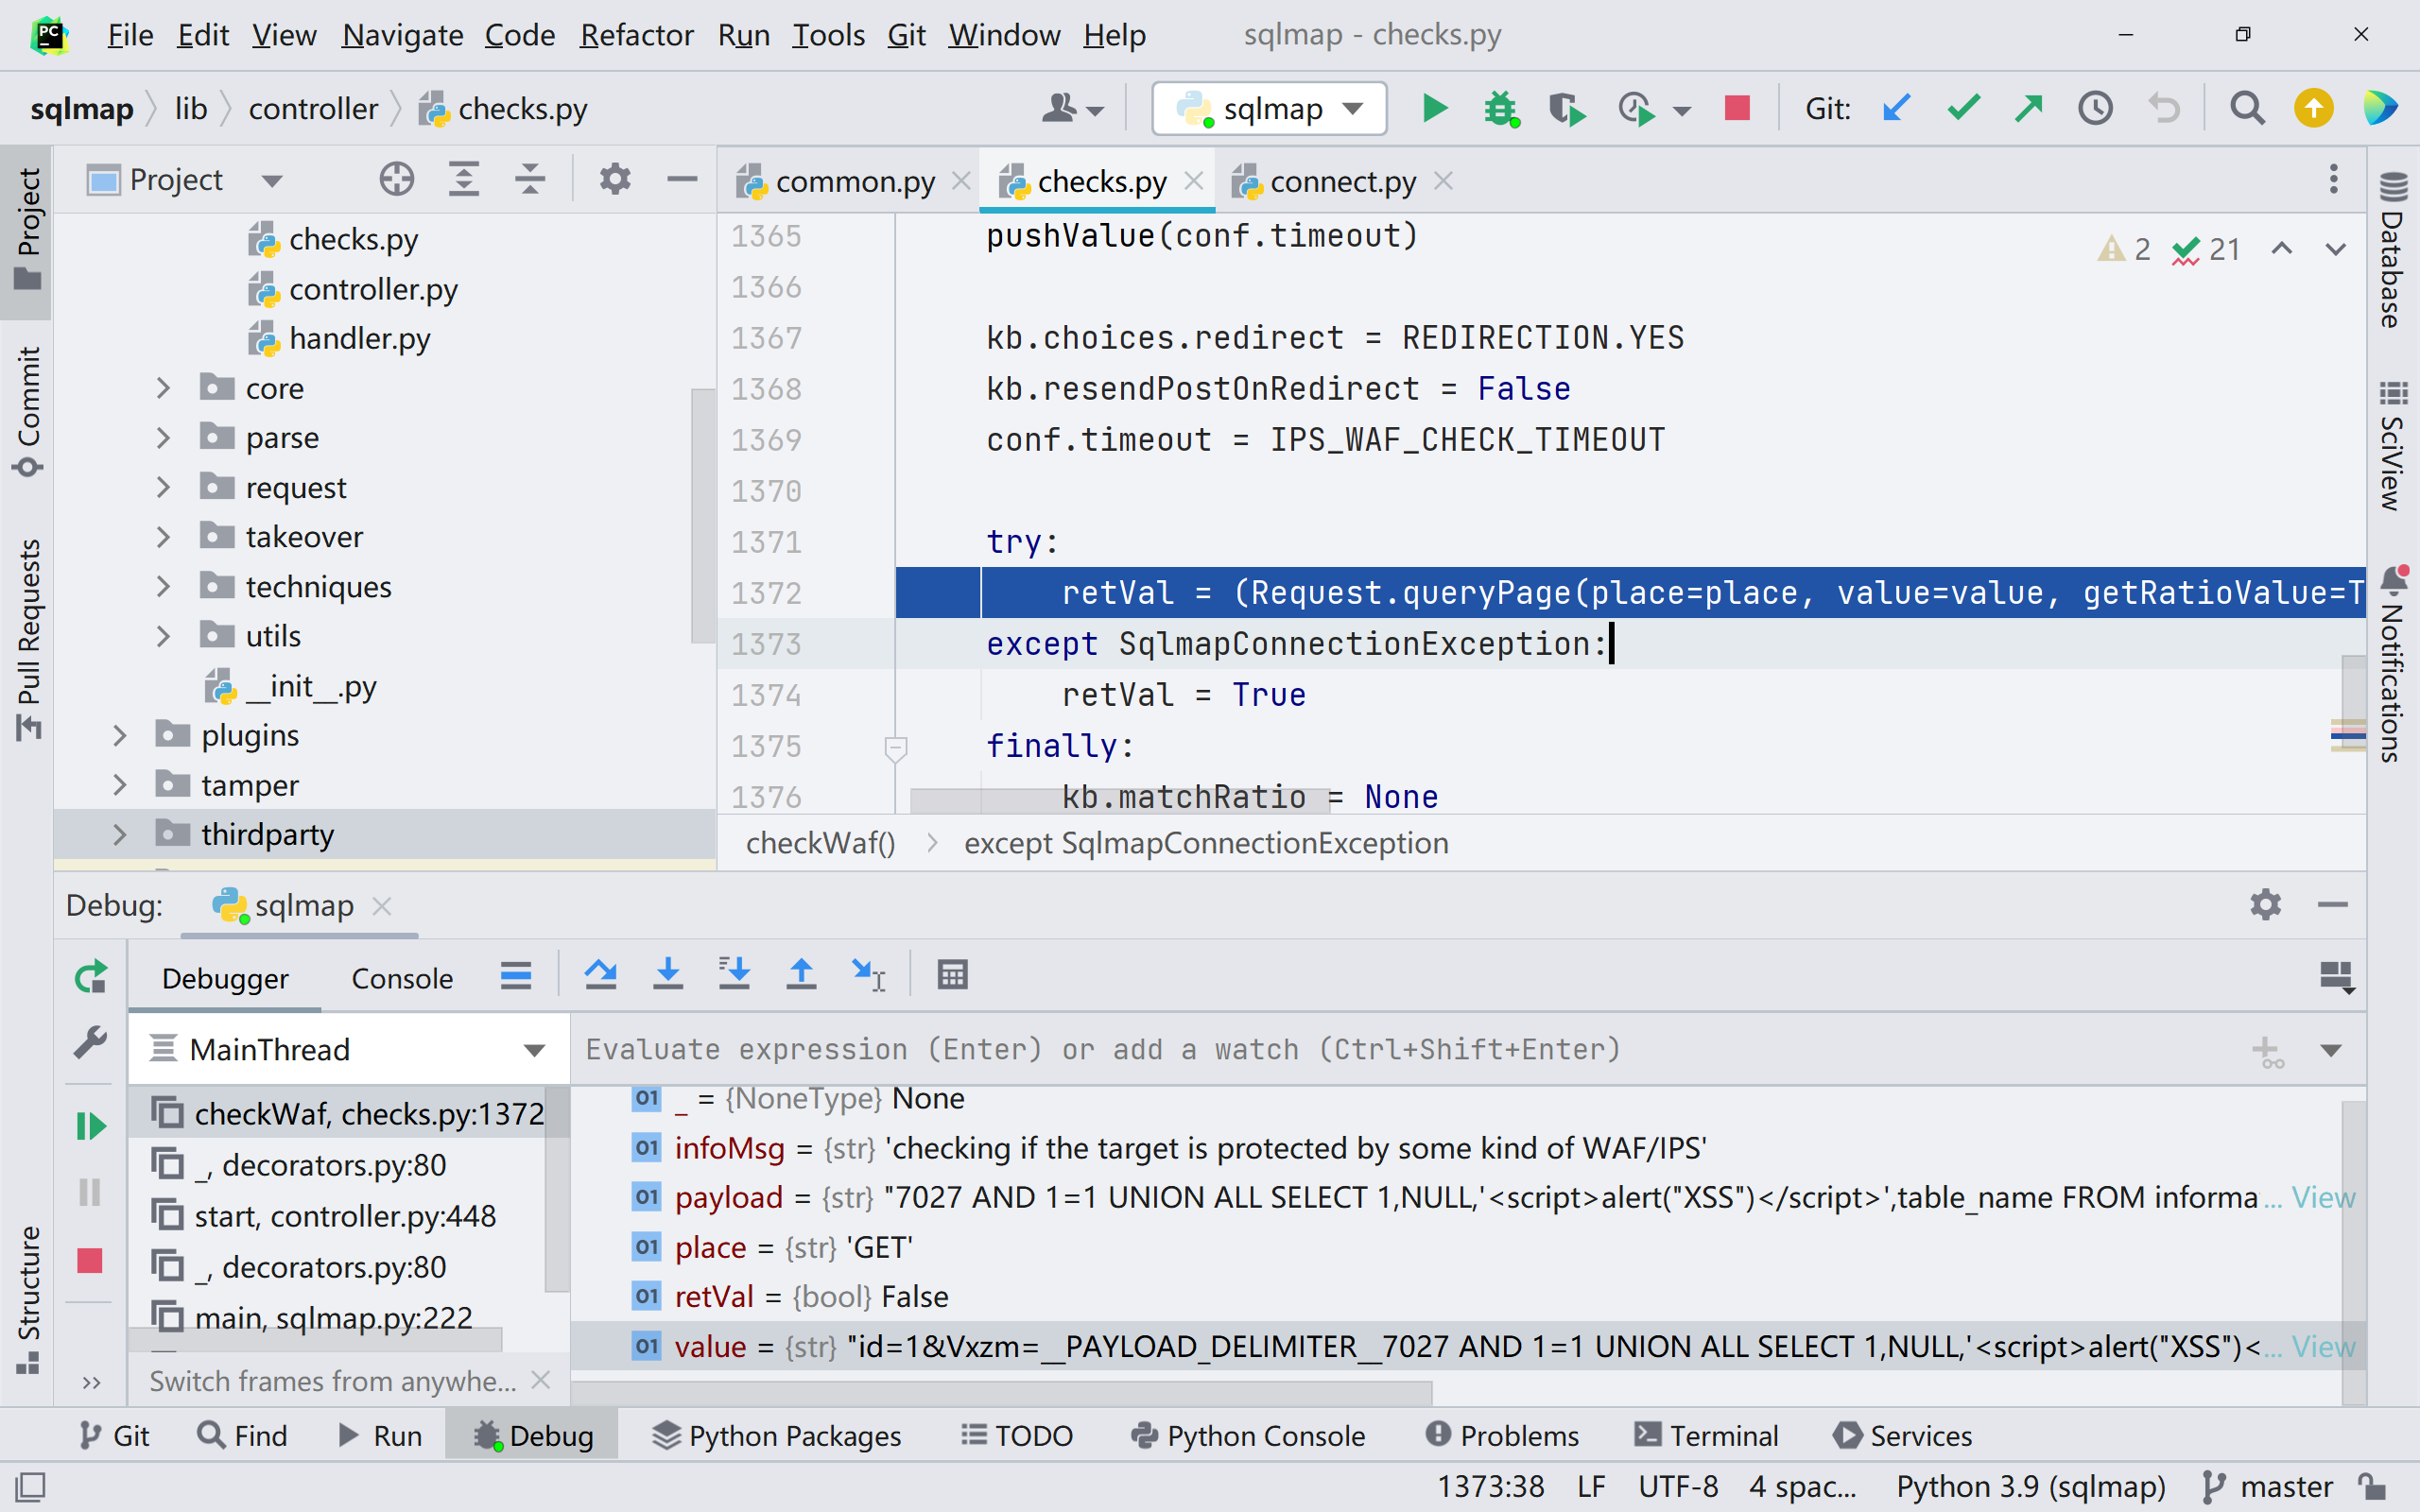 File Edit View Navigate Code Refactor Run Tools Git Window Help sqlmap - checks.py
sqlmap lib controller checks.py sqlmap Git:
Project
Commit
Pull Requests
Structure
Project
checks.py
controller.py
handler.py
core
parse
request
takeover
techniques
utils
__init__.py
plugins
tamper
thirdparty
common.py checks.py connect.py
2 21
1365 pushValue(conf.timeout)
1366
1367 kb.choices.redirect = REDIRECTION.YES
1368 kb.resendPostOnRedirect = False
1369 conf.timeout = IPS_WAF_CHECK_TIMEOUT
1370
1371 try:
1372 retVal = (Request.queryPage(place=place, value=value, getRatioValue=T
1373 except SqlmapConnectionException:
1374 retVal = True
1375 finally:
1376 kb.matchRatio = None
checkWaf() except SqlmapConnectionException
Database
SciView
Notifications
Debug: sqlmap
Debugger Console
MainThread
Evaluate expression (Enter) or add a watch (Ctrl+Shift+Enter)
checkWaf, checks.py:1372
_, decorators.py:80
start, controller.py:448
_, decorators.py:80
main, sqlmap.py:222
Switch frames from anywhe...
01 _ = {NoneType} None
01 infoMsg = {str} 'checking if the target is protected by some kind of WAF/IPS'
01 payload = {str} "7027 AND 1=1 UNION ALL SELECT 1,NULL,'<script>alert("XSS")</script>',table_name FROM informa... View
01 place = {str} 'GET'
01 retVal = {bool} False
01 value = {str} "id=1&Vxzm=__PAYLOAD_DELIMITER__7027 AND 1=1 UNION ALL SELECT 1,NULL,'<script>alert("XSS")<... View
Git Find Run Debug Python Packages TODO Python Console Problems Terminal Services
1373:38 LF UTF-8 4 spac... Python 3.9 (sqlmap) master